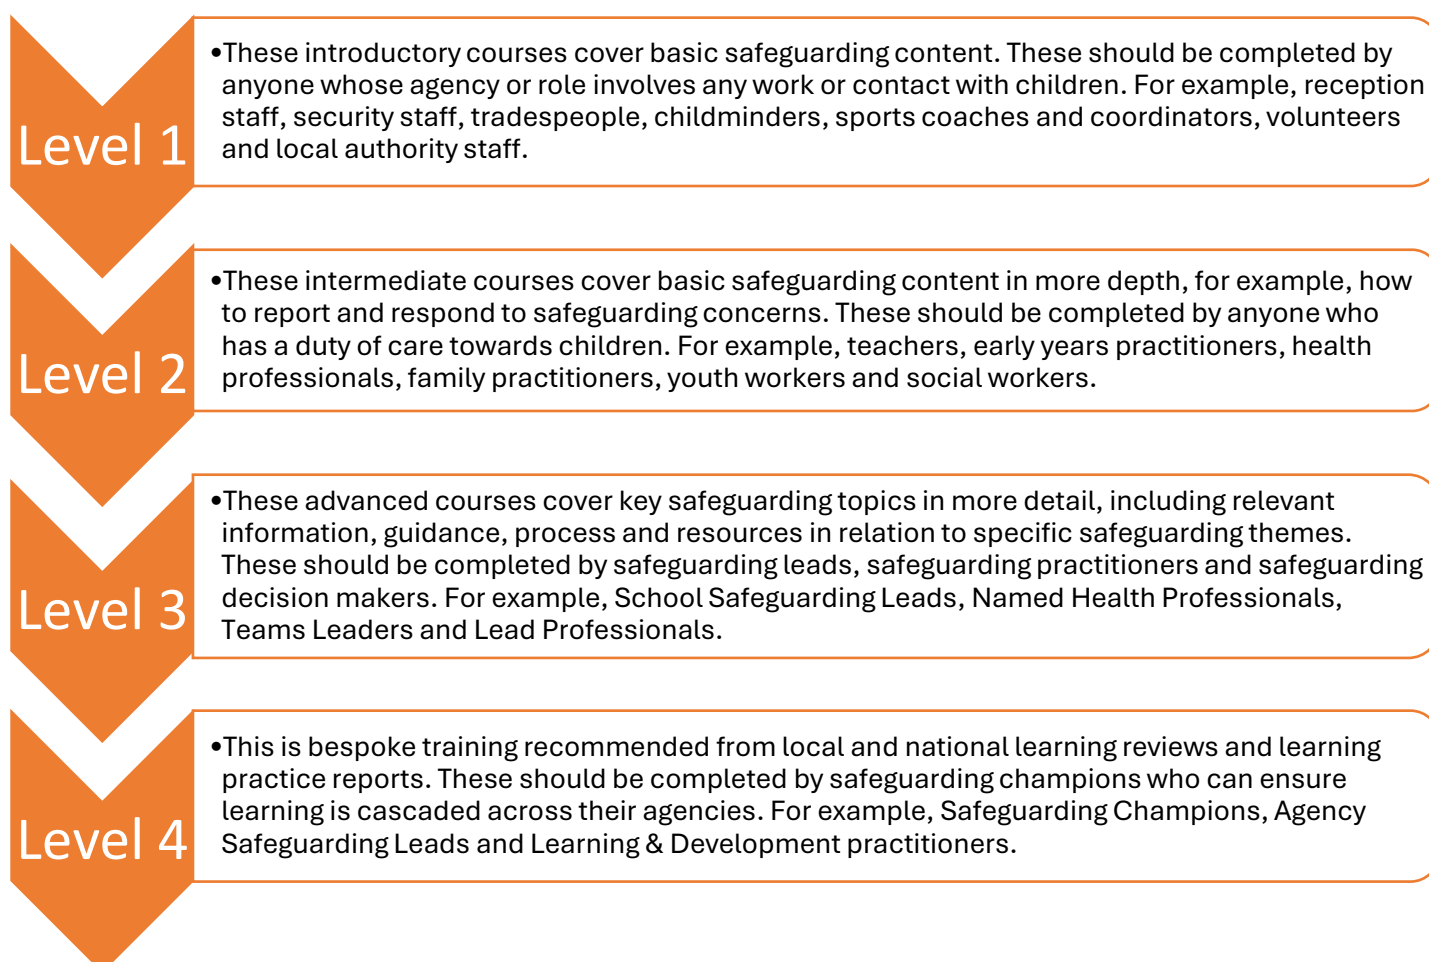 Level 1
•These introductory courses cover basic safeguarding content. These should be completed by
anyone whose agency or role involves any work or contact with children. For example, reception
staff, security staff, tradespeople, childminders, sports coaches and coordinators, volunteers
and local authority staff.
Level 2
•These intermediate courses cover basic safeguarding content in more depth, for example, how
to report and respond to safeguarding concerns. These should be completed by anyone who
has a duty of care towards children. For example, teachers, early years practitioners, health
professionals, family practitioners, youth workers and social workers.
Level 3
•These advanced courses cover key safeguarding topics in more detail, including relevant
information, guidance, process and resources in relation to specific safeguarding themes.
These should be completed by safeguarding leads, safeguarding practitioners and safeguarding
decision makers. For example, School Safeguarding Leads, Named Health Professionals,
Teams Leaders and Lead Professionals.
Level 4
•This is bespoke training recommended from local and national learning reviews and learning
practice reports. These should be completed by safeguarding champions who can ensure
learning is cascaded across their agencies. For example, Safeguarding Champions, Agency
Safeguarding Leads and Learning & Development practitioners.